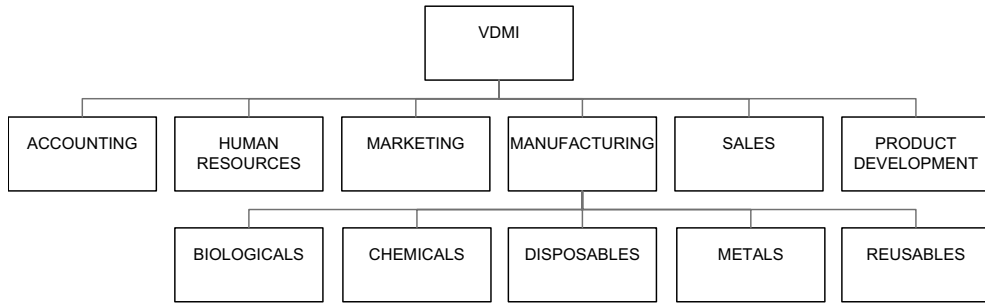 VDMI
ACCOUNTING
HUMAN
RESOURCES
MARKETING
MANUFACTURING
SALES
PRODUCT
DEVELOPMENT
BIOLOGICALS
CHEMICALS
DISPOSABLES
METALS
REUSABLES